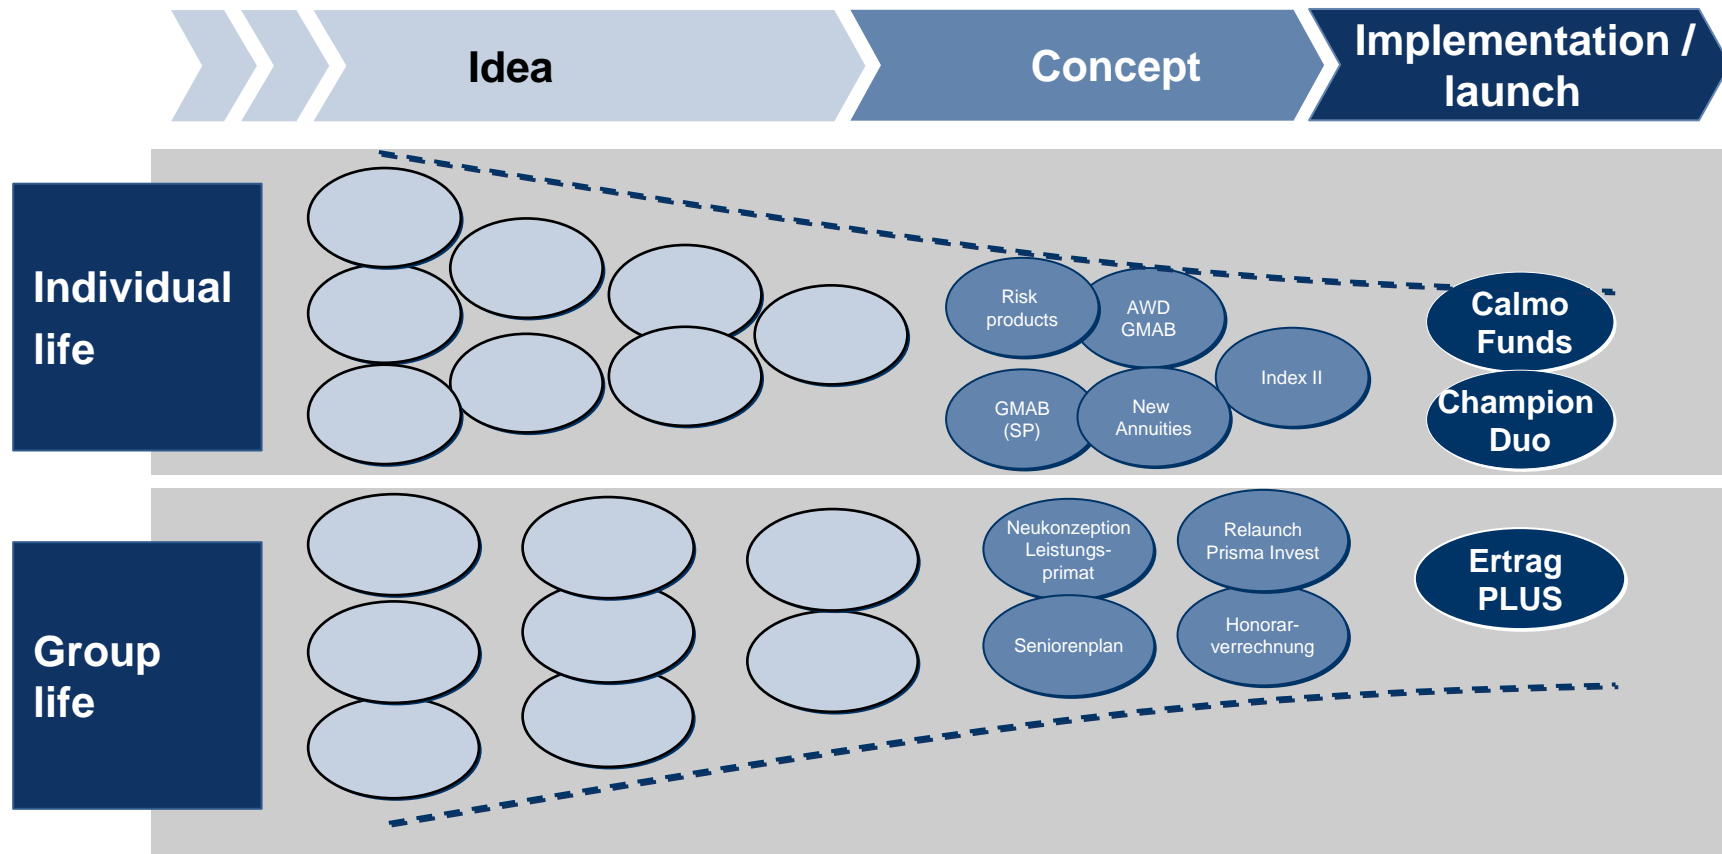 Idea
Concept
Implementation /
launch
Individual
life
Risk
products
AWD
GMAB
Index II
GMAB
(SP)
New
Annuities
Calmo
Funds
Champion
Duo
Group
life
Neukonzeption
Leistungs-
primat
Relaunch
Prisma Invest
Seniorenplan
Honorar-
verrechnung
Ertrag
PLUS